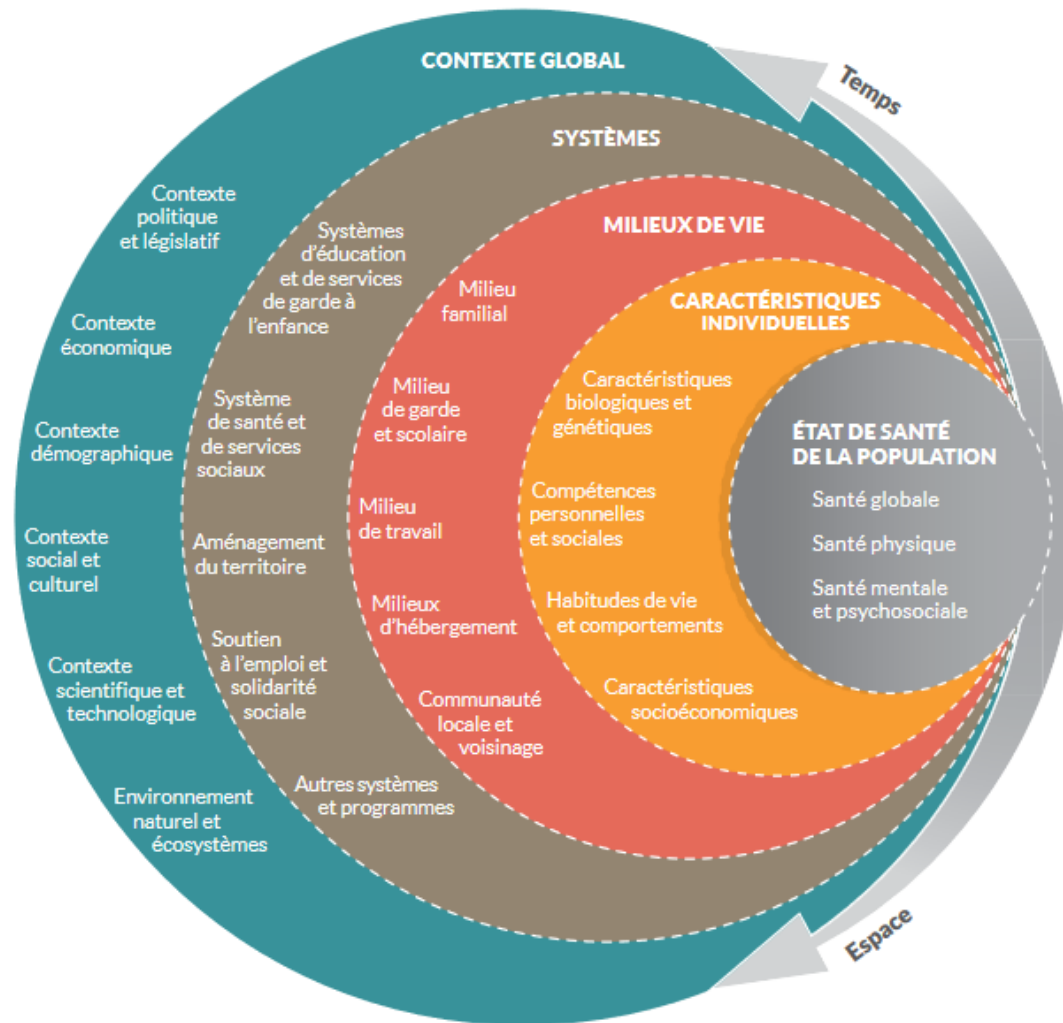 CONTEXTE GLOBAL
Contexte
politique
et législatif
Contexte
économique
Contexte
démographique
Contexte
social et
culturel
Contexte
scientifique et
technologique
Environnement
naturel et
écosystèmes
SYSTÈMES
Systèmes
d'éducation
et de services
de garde à
l'enfance
Système
de santé et
de services
sociaux
Aménagement
du territoire
Soutien
à l'emploi et
solidarité
sociale
Autres systèmes
et programmes
MILIEUX DE VIE
Milieu
familial
Milieu
de garde
et scolaire
Milieu
de travail
Milieux
d'hébergement
Communauté
locale et
voisinage
CARACTÉRISTIQUES
INDIVIDUELLES
Caractéristiques
biologiques et
génétiques
Compétences
personnelles
et sociales
Habitudes de vie
et comportements
Caractéristiques
socioéconomiques
ÉTAT DE SANTÉ
DE LA POPULATION
Santé globale
Santé physique
Santé mentale
et psychosociale
Temps
Espace